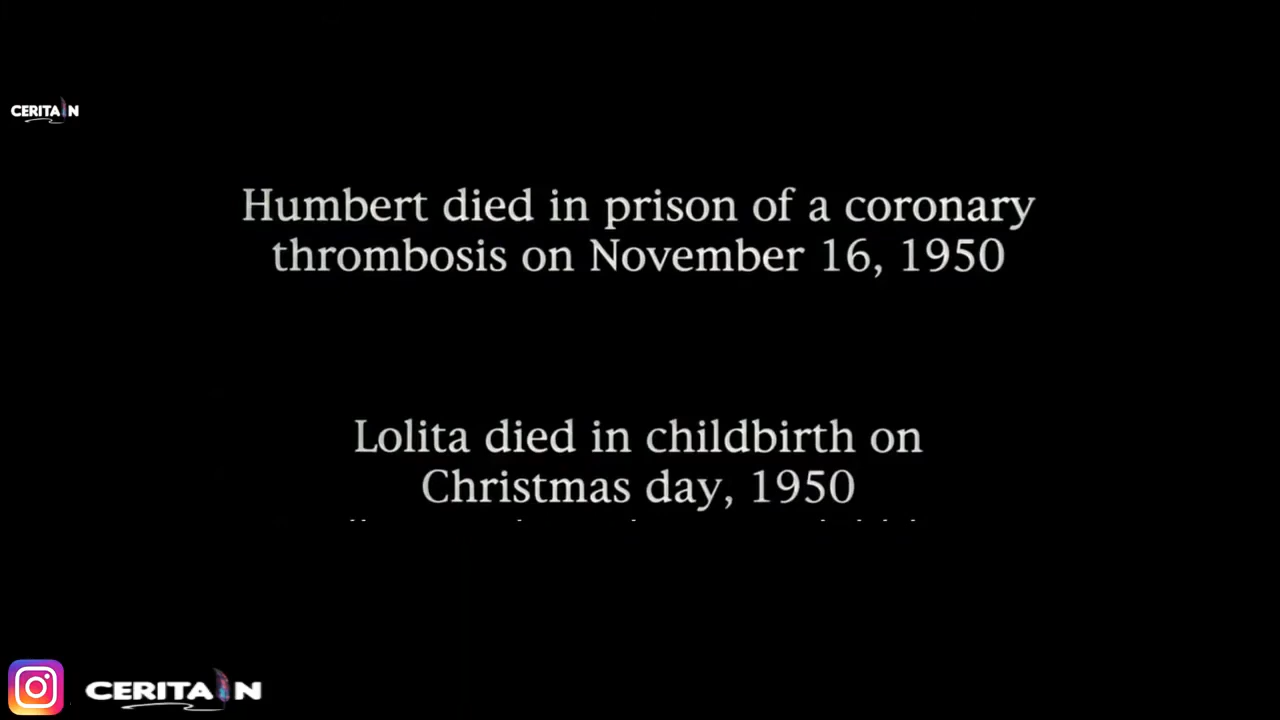 CERITAIN
Humbert died in prison of a coronary
thrombosis on November 16, 1950
Lolita died in childbirth on
Christmas day, 1950
CERITAIN